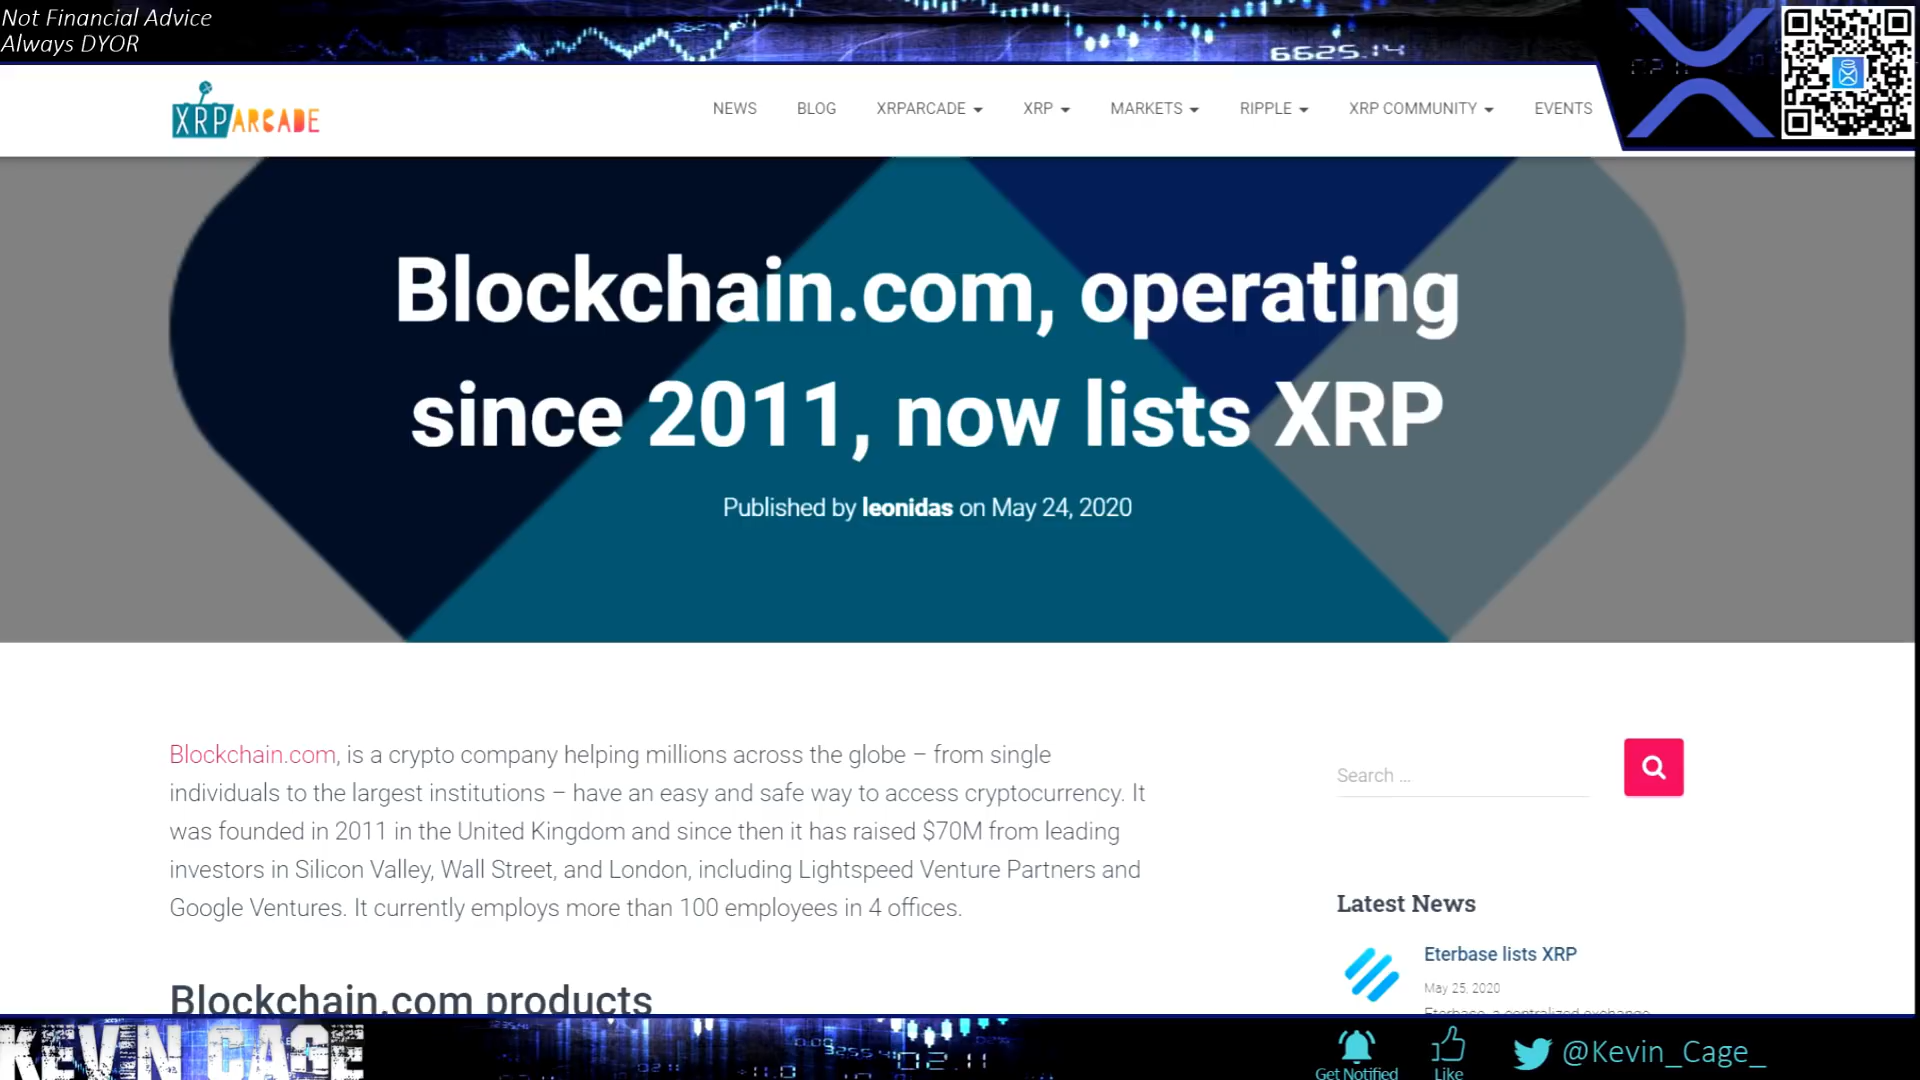 Not Financial Advice
Always DYOR
6625.14
XRPARCADE
NEWS BLOG XRPARCADE XRP MARKETS RIPPLE XRP COMMUNITY EVENTS
Blockchain.com, operating
since 2011, now lists XRP
Published by leonidas on May 24, 2020
Blockchain.com, is a crypto company helping millions across the globe – from single
individuals to the largest institutions – have an easy and safe way to access cryptocurrency. It
was founded in 2011 in the United Kingdom and since then it has raised $70M from leading
investors in Silicon Valley, Wall Street, and London, including Lightspeed Venture Partners and
Google Ventures. It currently employs more than 100 employees in 4 offices.
Search ...
Latest News
Eterbase lists XRP
May 25, 2020
Eterbase, a centralized exchange
Blockchain.com products
KEVIN CAGE
02.11
Get Notified
Like
@Kevin_Cage_